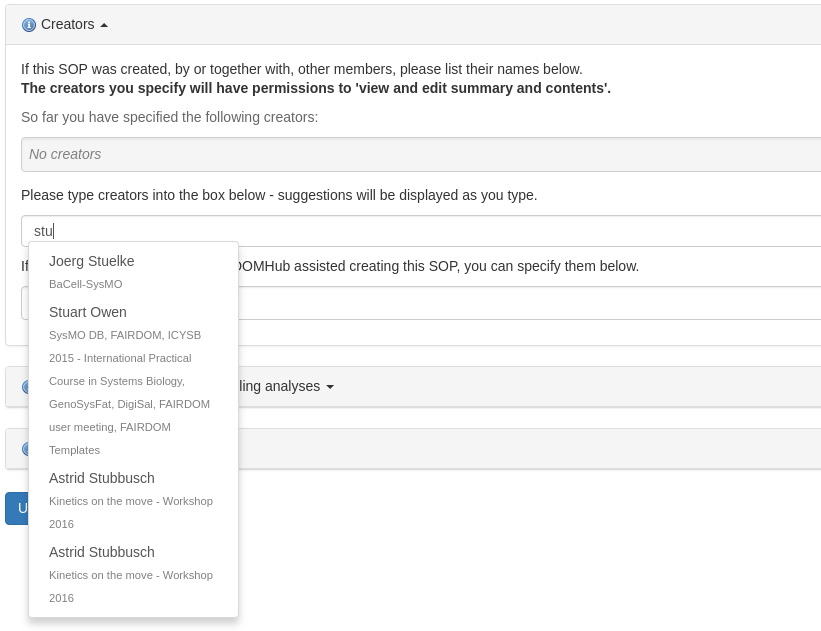 Creators
If this SOP was created, by or together with, other members, please list their names below.
The creators you specify will have permissions to 'view and edit summary and contents'.
So far you have specified the following creators:
No creators
Please type creators into the box below - suggestions will be displayed as you type.
stu
If
OMHub assisted creating this SOP, you can specify them below.
Joerg Stuelke
BaCell-SysMO
Stuart Owen
SysMO DB, FAIRDOM, ICYSB
2015 - International Practical
Course in Systems Biology,
GenoSysFat, DigiSal, FAIRDOM
user meeting, FAIRDOM
Templates
Astrid Stubbusch
Kinetics on the move - Workshop
2016
Astrid Stubbusch
Kinetics on the move - Workshop
2016
ling analyses
U